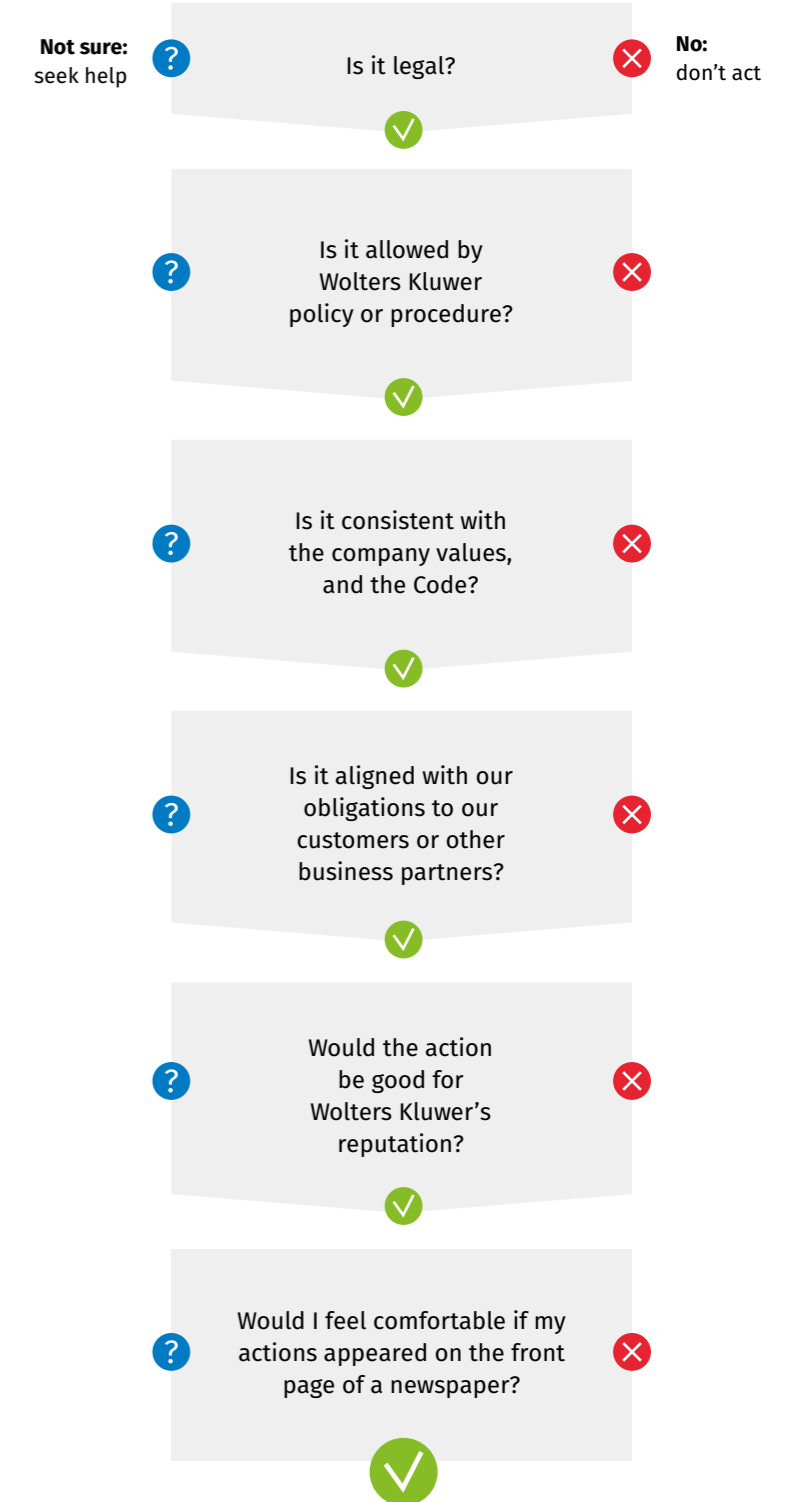 Not sure:
seek help
Is it legal?
No:
don’t act
Is it allowed by
Wolters Kluwer
policy or procedure?
Is it consistent with
the company values,
and the Code?
Is it aligned with our
obligations to our
customers or other
business partners?
Would the action
be good for
Wolters Kluwer’s
reputation?
Would I feel comfortable if my
actions appeared on the front
page of a newspaper?